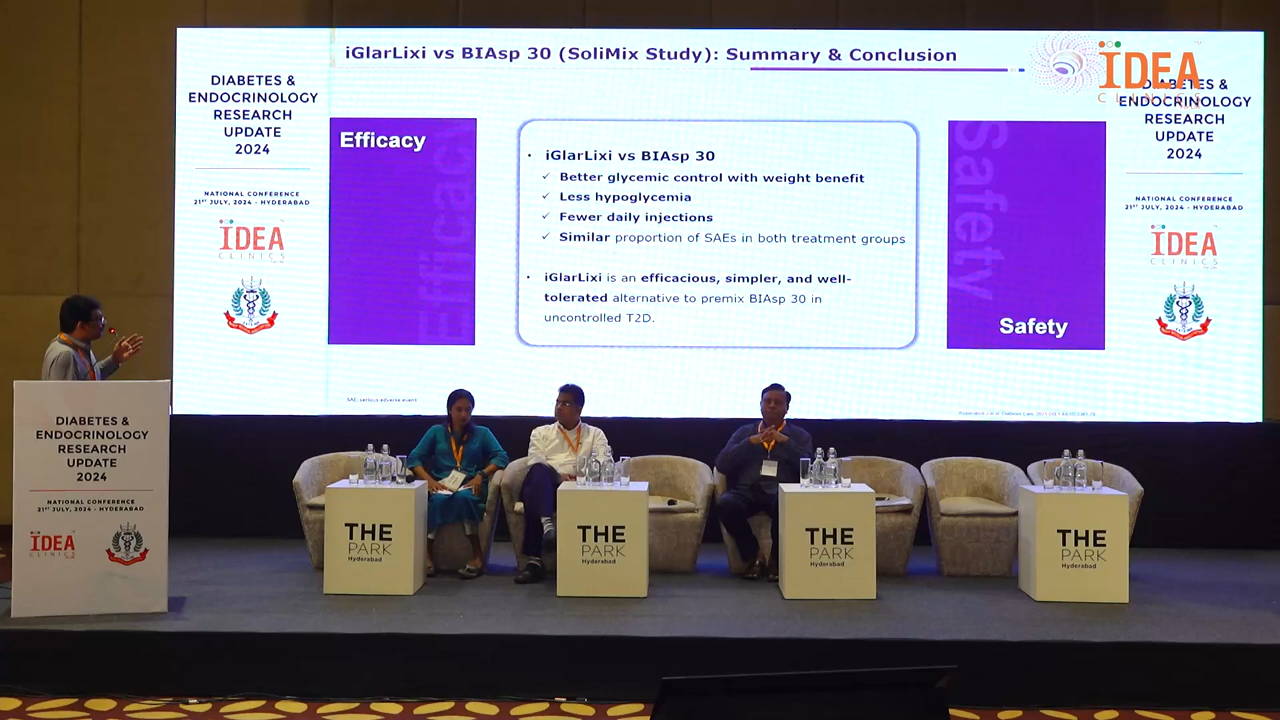 iGlarLixi vs BIAsp 30 (SoliMix Study): Summary & Conclusion
IDEA
CLINICS
DIABETES &
ENDOCRINOLOGY
RESEARCH
UPDATE
2024
NATIONAL CONFERENCE
21ST JULY, 2024 - HYDERABAD
IDEA
CLINICS
Efficacy
Efficacy
• iGlarLixi vs BIAsp 30
✓ Better glycemic control with weight benefit
✓ Less hypoglycemia
✓ Fewer daily injections
✓ Similar proportion of SAEs in both treatment groups
• iGlarLixi is an efficacious, simpler, and well-
tolerated alternative to premix BIAsp 30 in
uncontrolled T2D.
Safety
Safety
DIABETES &
ENDOCRINOLOGY
RESEARCH
UPDATE
2024
NATIONAL CONFERENCE
21ST JULY, 2024 - HYDERABAD
IDEA
CLINICS
SAE, serious adverse event
DIABETES &
ENDOCRINOLOGY
RESEARCH
UPDATE
2024
NATIONAL CONFERENCE
21ST JULY, 2024 - HYDERABAD
IDEA
CLINICS
THE
PARK
Hyderabad
THE
PARK
Hyderabad
THE
PARK
Hyderabad
THE
PARK
Hyderabad